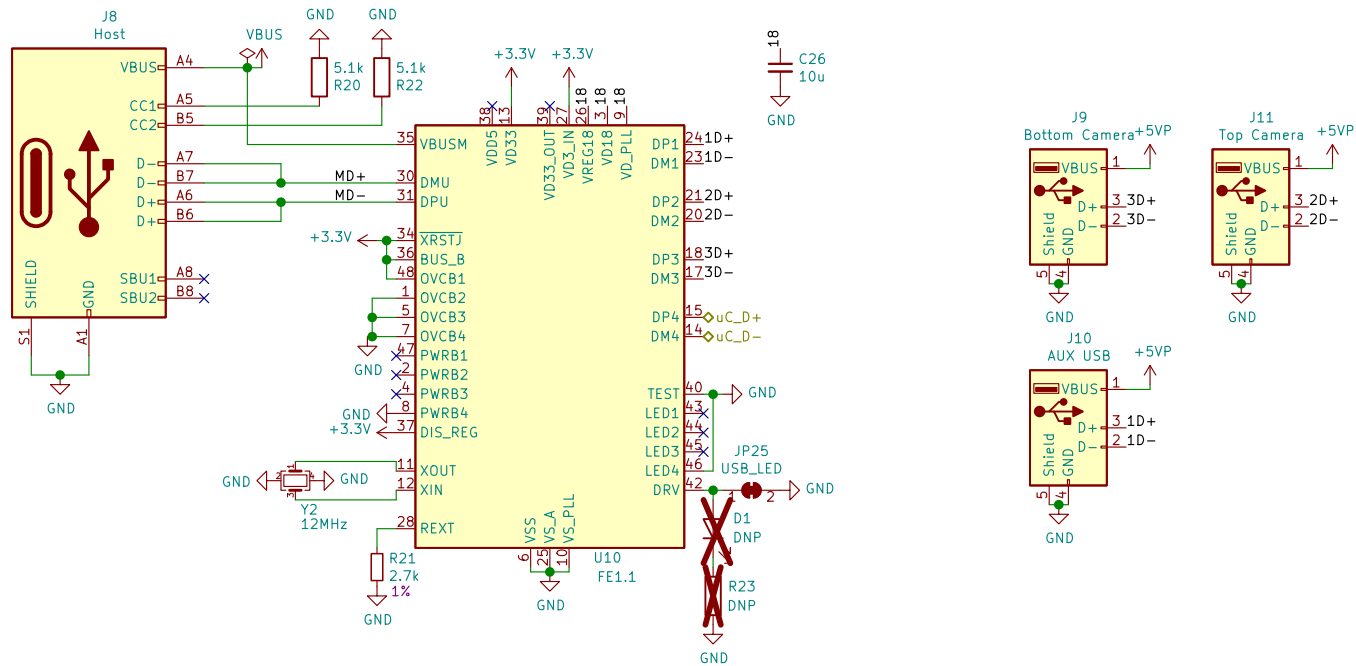 J8
Host
VBUS
A4
CC1
A5
CC2
B5
D-
A7
D-
B7
D+
A6
D+
B6
SBU1
A8
SBU2
B8
SHIELD
GND
S1
A1
GND
VBUS
GND
5.1k
R20
GND
5.1k
R22
MD+
MD-
+3.3V
+3.3V
38
13
39
27
26
3
9
18
18
18
VDD5
VD33
VD33_OUT
VD3_IN
VREG18
VD18
VD_PLL
35
VBUSM
30
DMU
31
DPU
+3.3V
34
XRSTJ
36
BUS_B
48
OVCB1
1
OVCB2
5
OVCB3
7
OVCB4
GND
47
PWRB1
2
PWRB2
4
PWRB3
GND
8
PWRB4
+3.3V
37
DIS_REG
11
XOUT
12
XIN
GND
1
2
4
3
GND
Y2
12MHz
28
REXT
R21
2.7k
1%
GND
VSS
VS_A
VS_PLL
6
25
10
GND
U10
FE1.1
DP1
24
1D+
DM1
23
1D-
DP2
21
2D+
DM2
20
2D-
DP3
18
3D+
DM3
17
3D-
DP4
15
uC_D+
DM4
14
uC_D-
TEST
40
GND
LED1
43
LED2
44
LED3
45
LED4
46
DRV
42
JP25
USB_LED
1
2
GND
D1
DNP
R23
DNP
GND
18
C26
10u
GND
J9
Bottom Camera
+5VP
VBUS
1
D+
3
3D+
D-
2
3D-
Shield
GND
5
4
GND
J11
Top Camera
+5VP
VBUS
1
D+
3
2D+
D-
2
2D-
Shield
GND
5
4
GND
J10
AUX USB
+5VP
VBUS
1
D+
3
1D+
D-
2
1D-
Shield
GND
5
4
GND